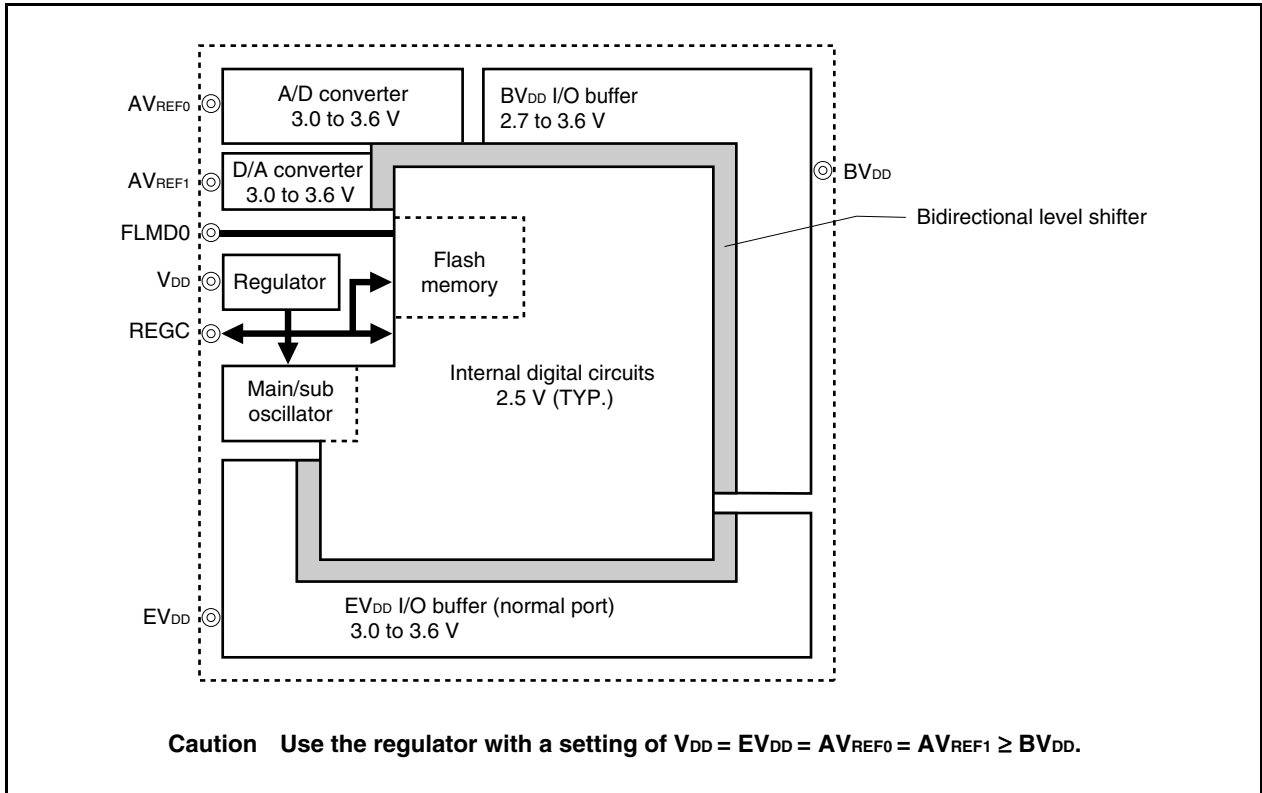 AVREF0
A/D converter
3.0 to 3.6 V
BVDD I/O buffer
2.7 to 3.6 V
AVREF1
D/A converter
3.0 to 3.6 V
BVDD
Bidirectional level shifter
FLMD0
Flash
memory
VDD
Regulator
REGC
Internal digital circuits
2.5 V (TYP.)
Main/sub
oscillator
EVDD
EVDD I/O buffer (normal port)
3.0 to 3.6 V
Caution Use the regulator with a setting of VDD = EVDD = AVREF0 = AVREF1 ≥ BVDD.